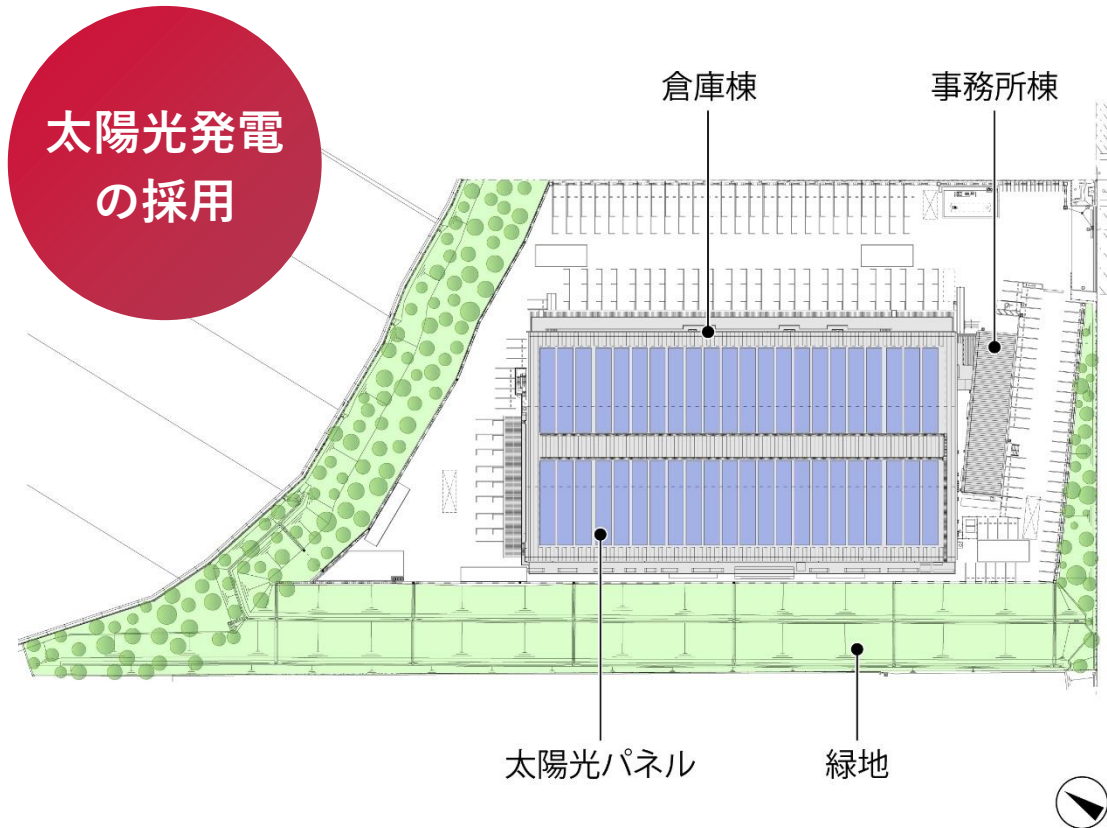 太陽光発電
の採用
倉庫棟
事務所棟
太陽光パネル
緑地